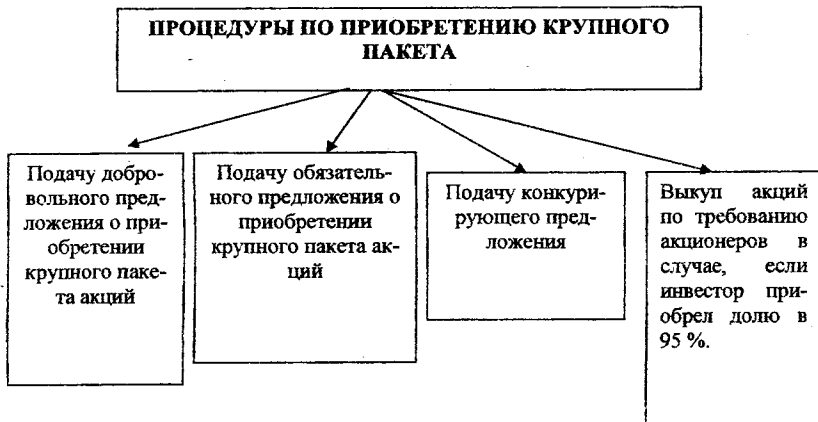 ПРОЦЕДУРЫ ПО ПРИОБРЕТЕНИЮ КРУПНОГО
ПАКЕТА
Подачу добро-
вольного пред-
ложения о при-
обретении
крупного паке-
та акций
Подачу обязатель-
ного предложения о
приобретении
крупного пакета ак-
ций
Подачу конкури-
рующего пред-
ложения
Выкуп акций
по требованию
акционеров в
случае, если
инвестор при-
обрел долю в
95 %.